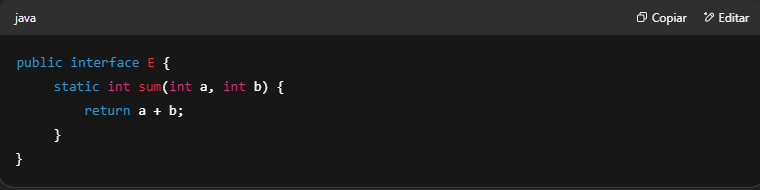 java Copiar Editar
public interface E {
    static int sum(int a, int b) {
        return a + b;
    }
}